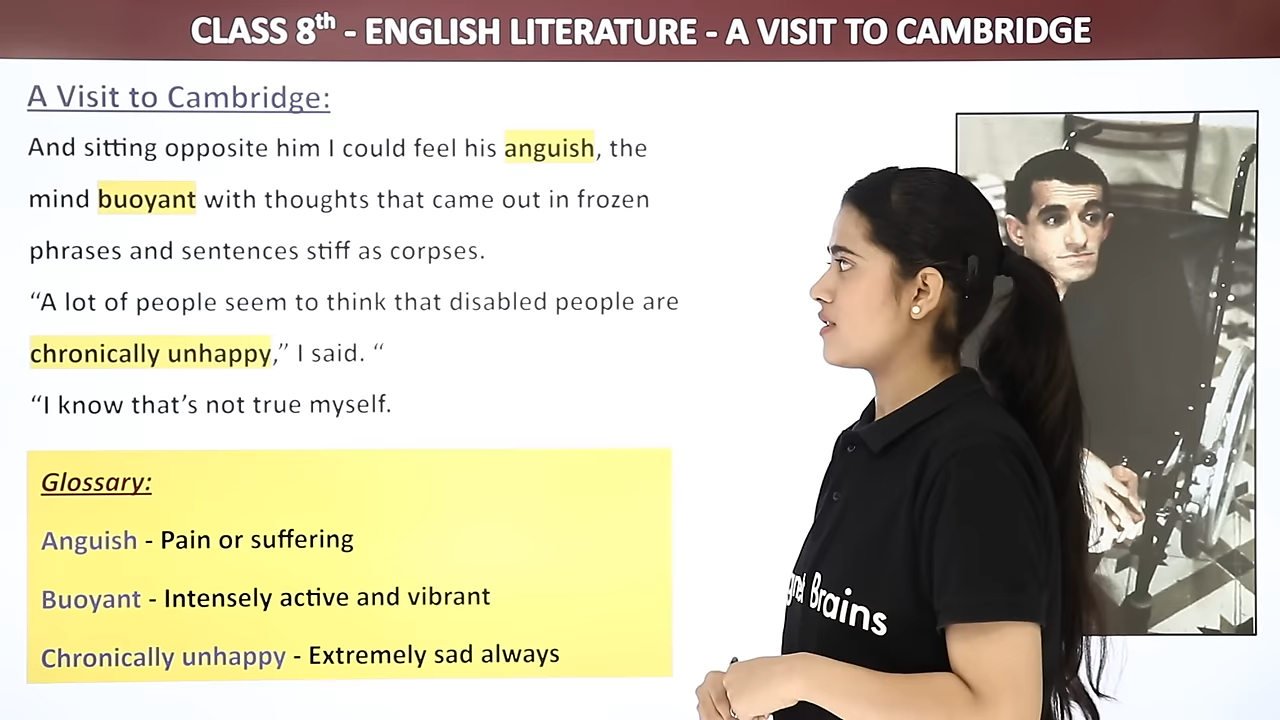 CLASS 8th - ENGLISH LITERATURE - A VISIT TO CAMBRIDGE
A Visit to Cambridge:
And sitting opposite him I could feel his anguish, the
mind buoyant with thoughts that came out in frozen
phrases and sentences stiff as corpses.
“A lot of people seem to think that disabled people are
chronically unhappy,” I said. “
“I know that’s not true myself.
Glossary:
Anguish - Pain or suffering
Buoyant - Intensely active and vibrant
Chronically unhappy - Extremely sad always
Brains